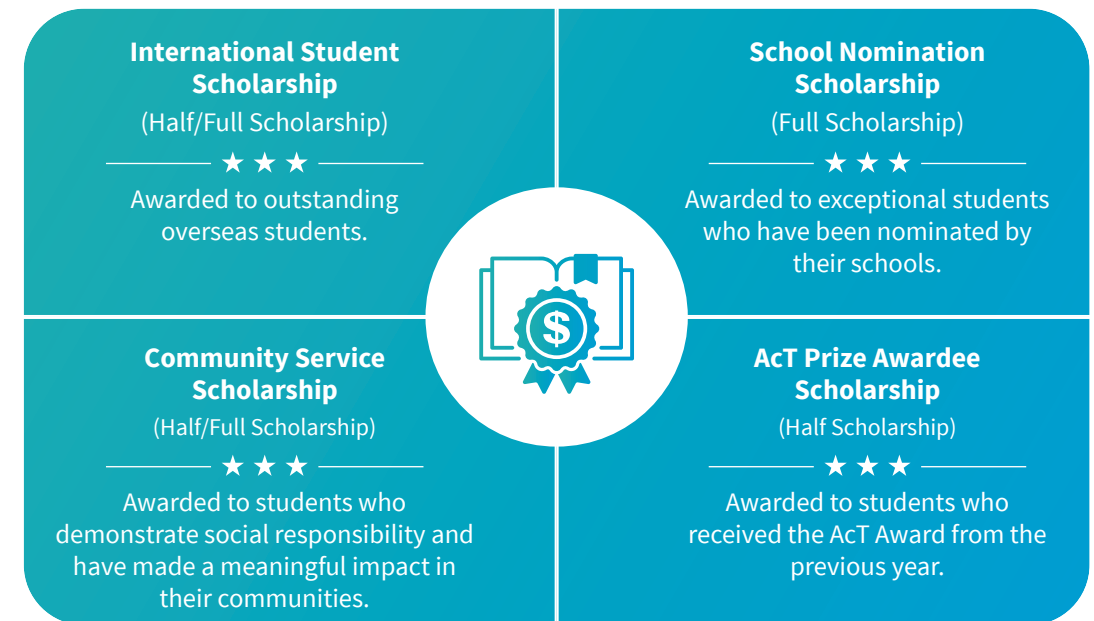 International Student
Scholarship
(Half/Full Scholarship)
Awarded to outstanding
overseas students.
School Nomination
Scholarship
(Full Scholarship)
Awarded to exceptional students
who have been nominated by
their schools.
$
Community Service
Scholarship
(Half/Full Scholarship)
Awarded to students who
demonstrate social responsibility and
have made a meaningful impact in
their communities.
AcT Prize Awardee
Scholarship
(Half Scholarship)
Awarded to students who
received the AcT Award from the
previous year.